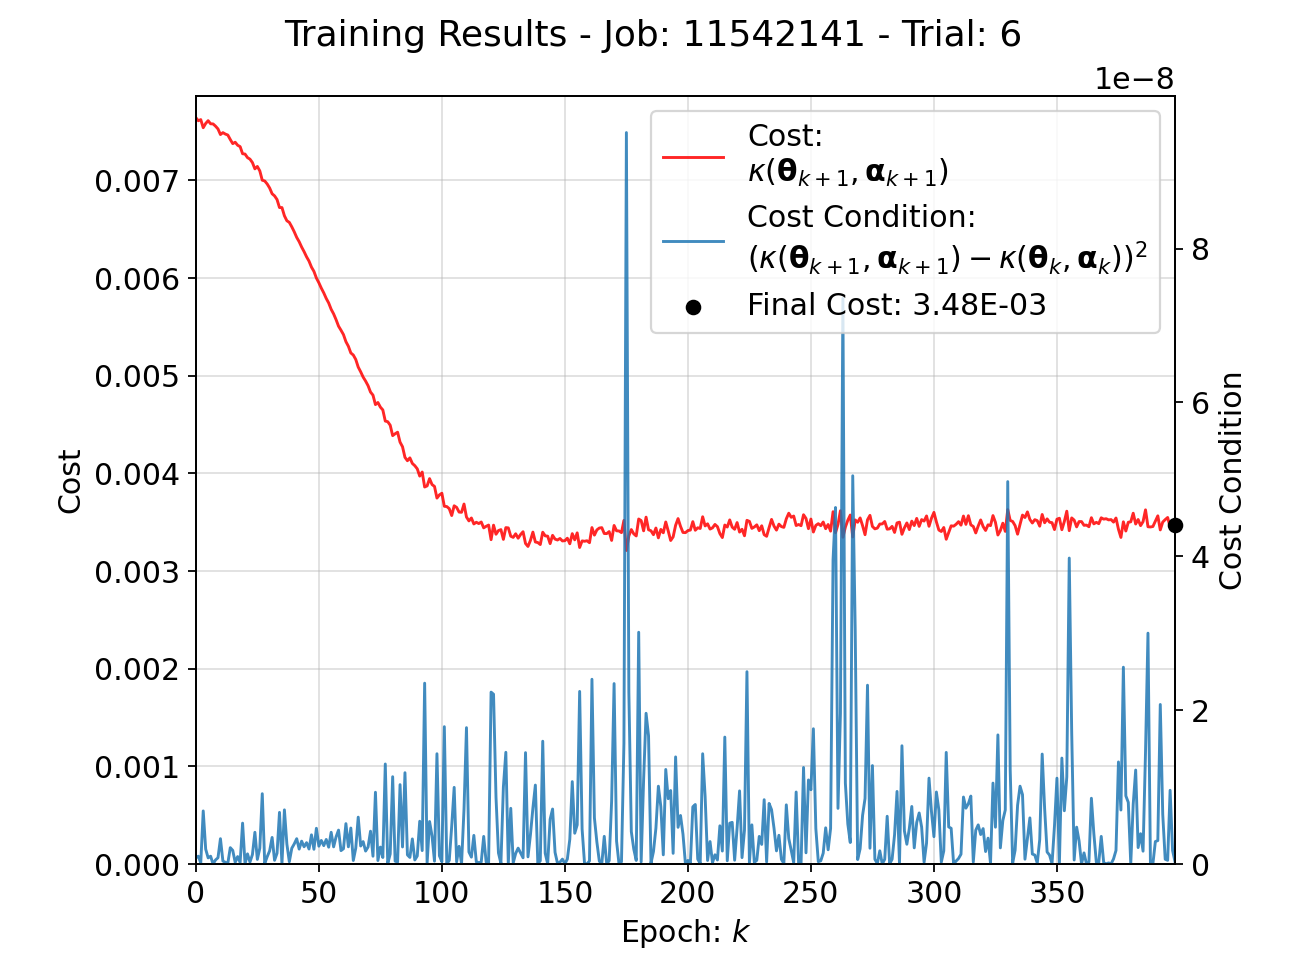 Training Results - Job: 11542141 - Trial: 6
1e−8
Cost:
κ(θₖ₊₁, αₖ₊₁)
Cost Condition:
(κ(θₖ₊₁, αₖ₊₁) − κ(θₖ, αₖ))²
Final Cost: 3.48E-03
0.007
0.006
0.005
0.004
0.003
0.002
0.001
0.000
Cost
8
6
4
2
0
Cost Condition
0 50 100 150 200 250 300 350
Epoch: k